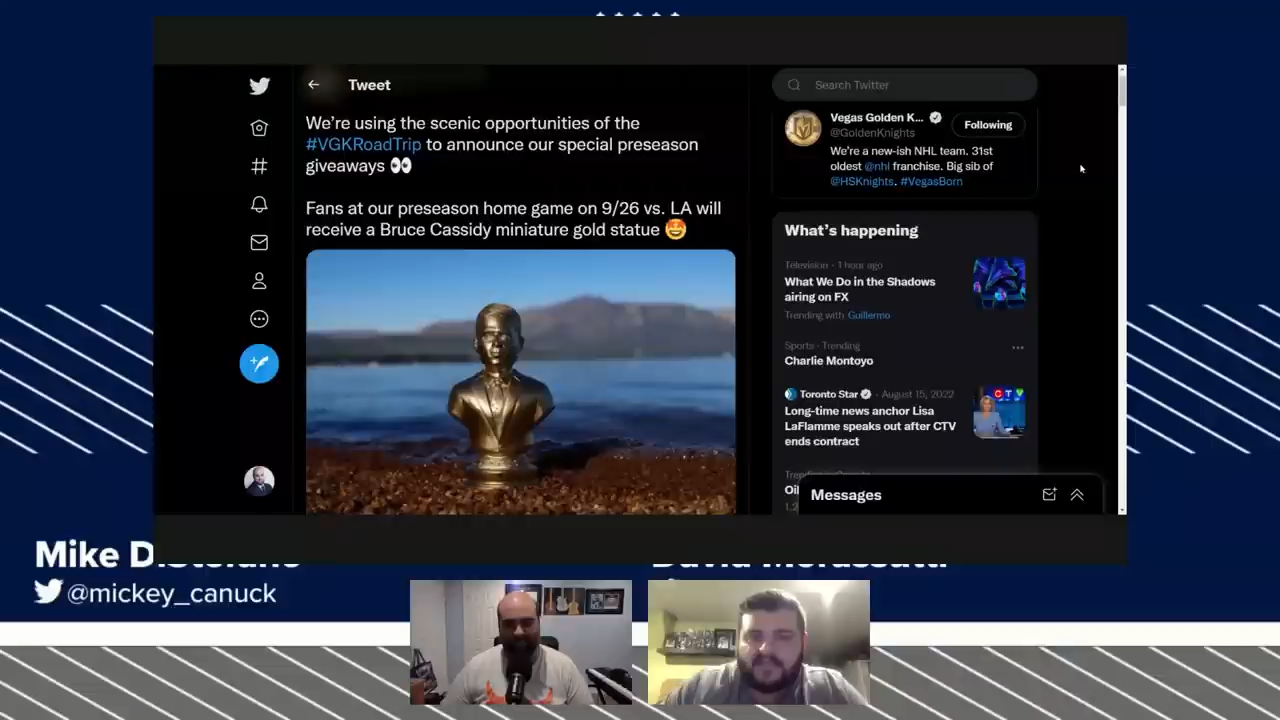 Tweet
We're using the scenic opportunities of the
#VGKRoadTrip to announce our special preseason
giveaways 👀
Fans at our preseason home game on 9/26 vs. LA will
receive a Bruce Cassidy miniature gold statue 🤩
Search Twitter
Vegas Golden K...
@GoldenKnights
Following
We're a new-ish NHL team. 31st
oldest @nhl franchise. Big sib of
@HSKnights. #VegasBorn
What's happening
Television · 1 hour ago
What We Do in the Shadows
airing on FX
Trending with Guillermo
Sports · Trending
Charlie Montoyo
Toronto Star · August 15, 2022
Long-time news anchor Lisa
LaFlamme speaks out after CTV
ends contract
CTV
Messages
Mike D
@mickey_canuck